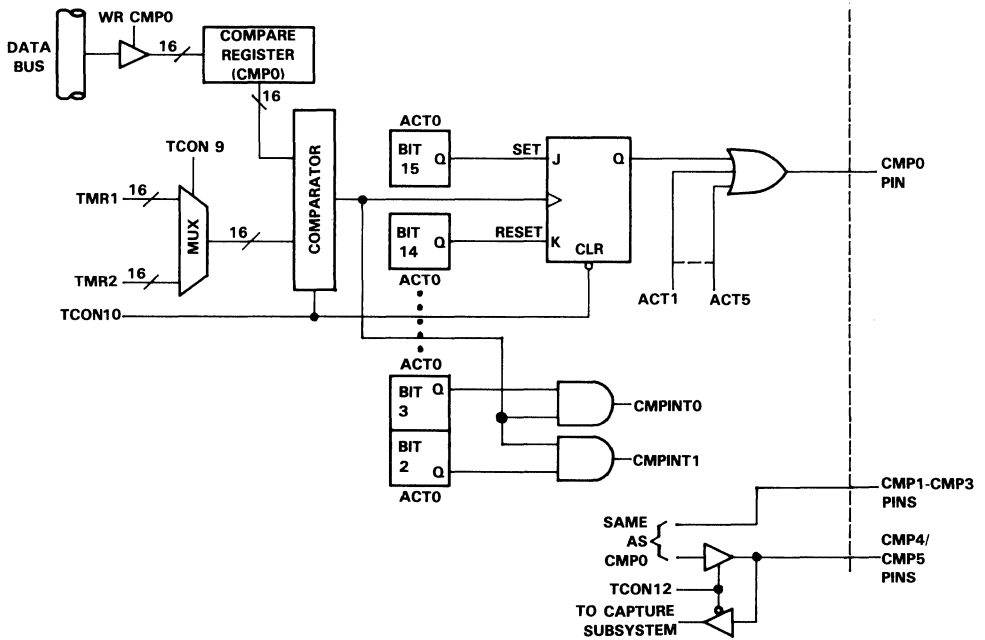 WR CMP0
DATA
BUS
16
COMPARE
REGISTER
(CMP0)
16
TCON 9
TMR1
16
MUX
16
TMR2
16
COMPARATOR
TCON10
ACT0
BIT
15
Q
SET
J
Q
BIT
14
Q
RESET
K
CLR
ACT0
CMP0
PIN
ACT1
ACT5
ACT0
BIT
3
Q
BIT
2
Q
ACT0
CMPINT0
CMPINT1
CMP1-CMP3
PINS
SAME
AS
CMP0
CMP4/
CMP5
PINS
TCON12
TO CAPTURE
SUBSYSTEM